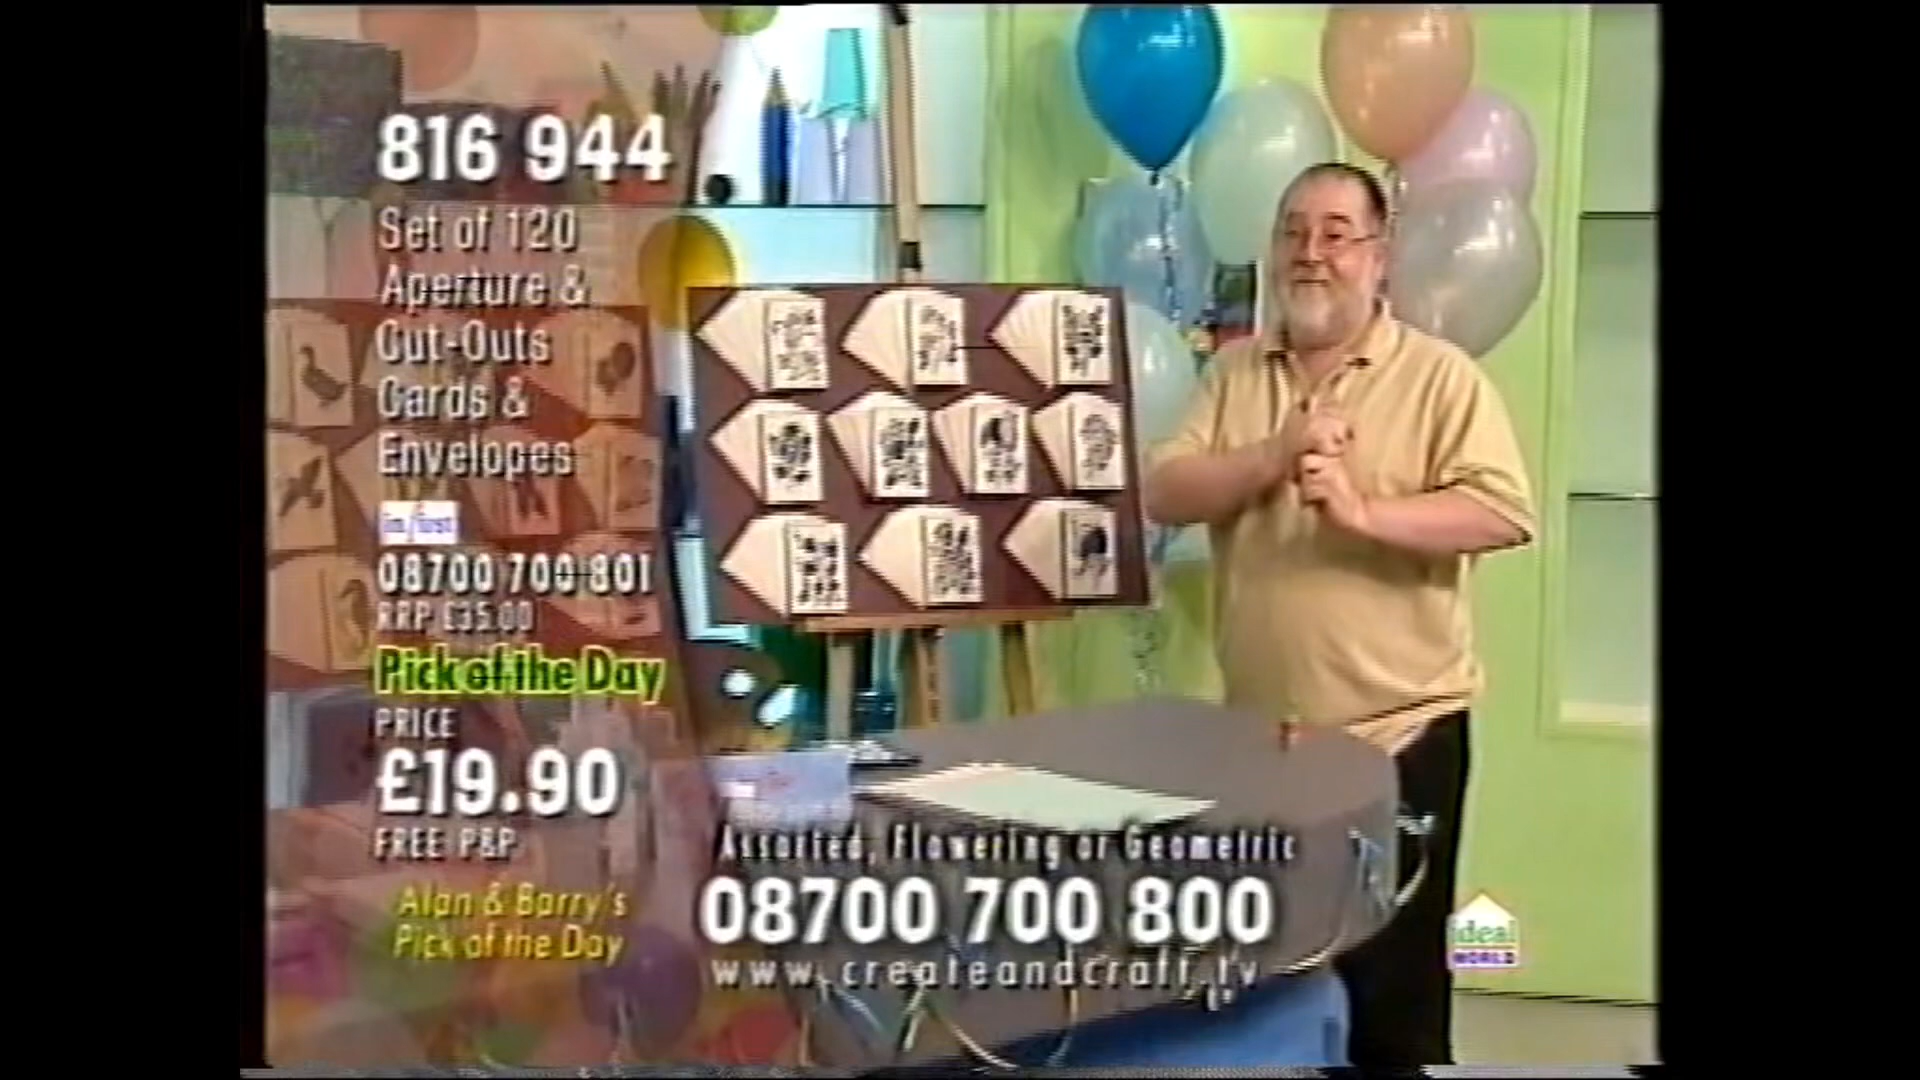 816 944
Set of 120
Aperture &
Cut-Outs
Cards &
Envelopes
08700 700 801
RRP £35.00
Pick of the Day
PRICE
£19.90
FREE P&P
Alan & Barry's
Pick of the Day
Assorted, Flowering or Geometric
08700 700 800
www.createandcraft.tv
ideal
WORLD